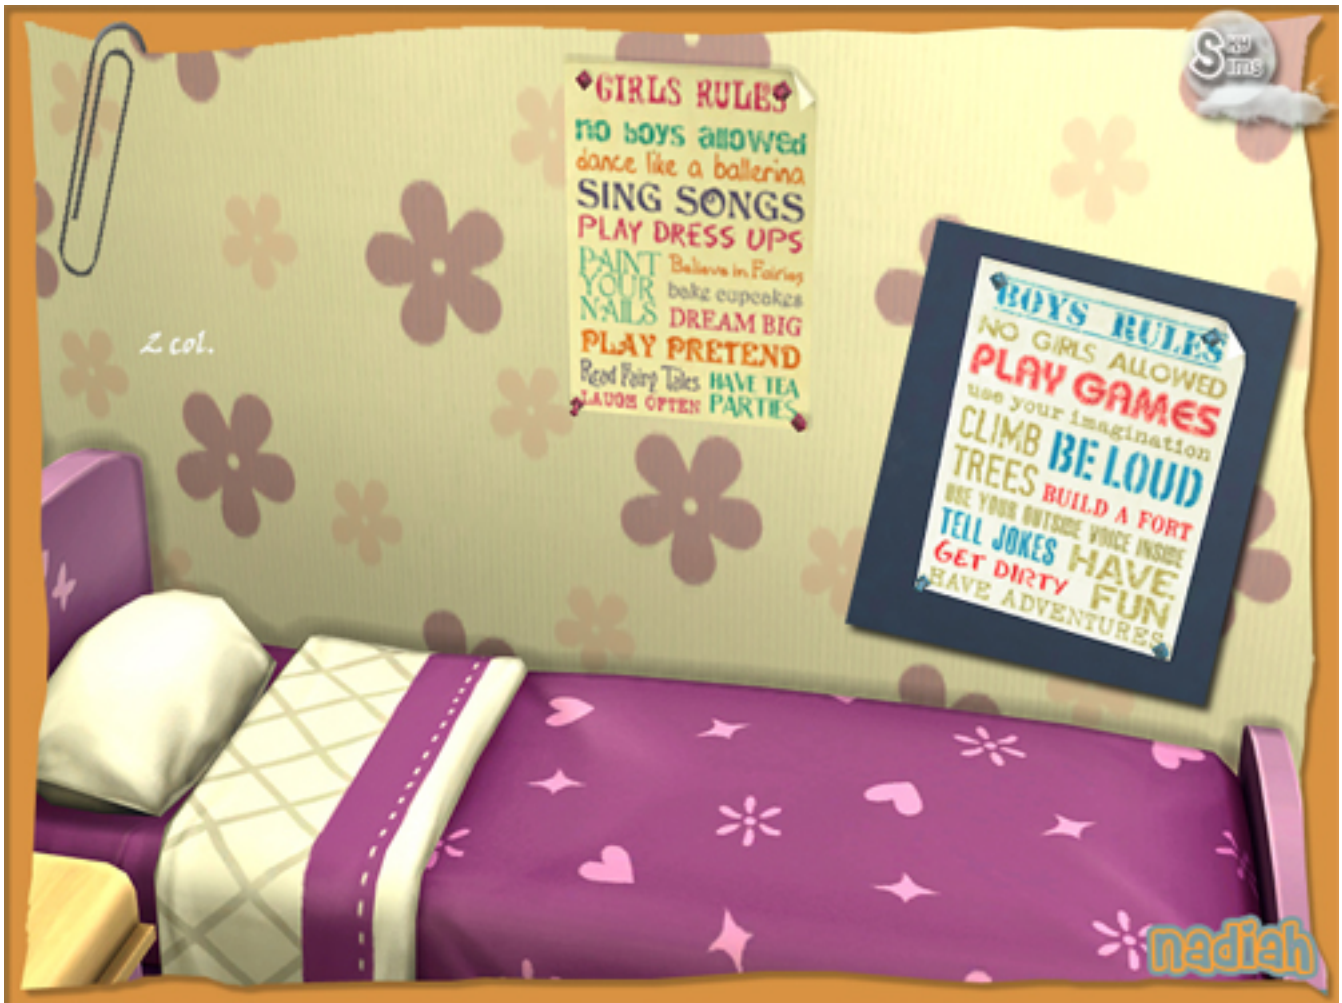 Sky Sims
GIRLS RULES
no boys allowed
dance like a ballerina
SING SONGS
PLAY DRESS UPS
PAINT
YOUR
NAILS
Believe in Fairies
bake cupcakes
DREAM BIG
PLAY PRETEND
Read Fairy Tales
HAVE TEA
PARTIES
LAUGH OFTEN
2 col.
BOYS RULES
NO GIRLS ALLOWED
PLAY GAMES
use your imagination
CLIMB
TREES
BE LOUD
BUILD A FORT
USE YOUR OUTSIDE VOICE INSIDE
TELL JOKES
HAVE
FUN
GET DIRTY
HAVE ADVENTURES
nadiah